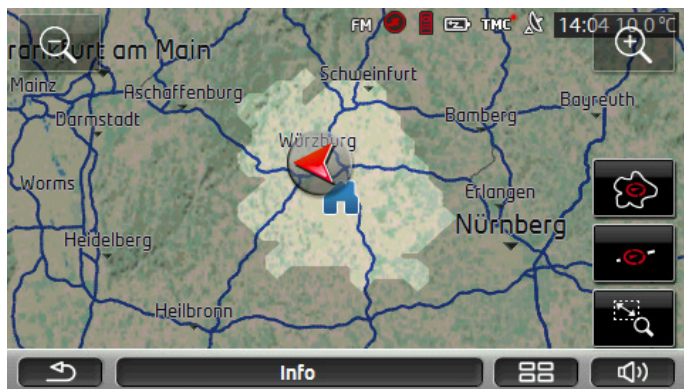 FM TMC 14:04 10.0 °C
rankfurt am Main
Schweinfurt
Mainz
Aschaffenburg
Bayreuth
Darmstadt
Bamberg
Würzburg
Worms
Erlangen
Nürnberg
Heidelberg
Heilbronn
Info